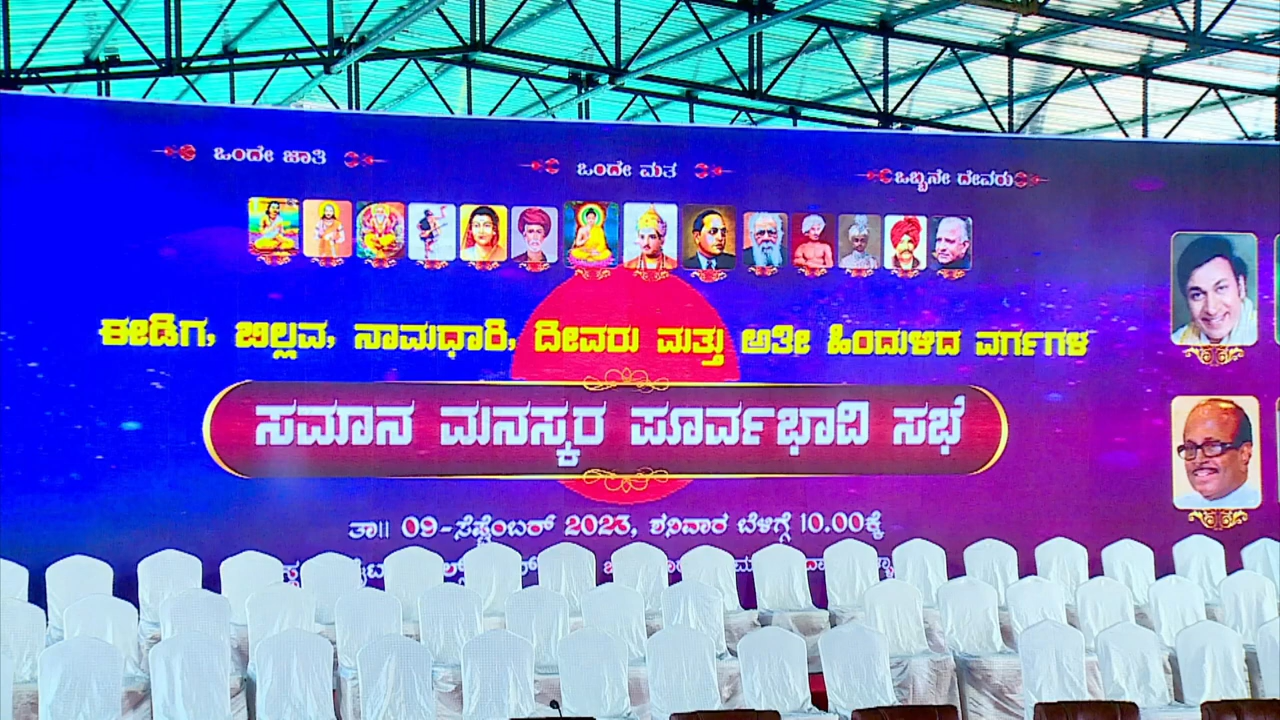 ಒಂದೇ ಜಾತಿ ಒಂದೇ ಮತ ಒಬ್ಬನೇ ದೇವರು
ಈಡಿಗ, ಬಿಲ್ಲವ, ನಾಮಧಾರಿ, ದೀವರು ಮತ್ತು ಅತೀ ಹಿಂದುಳಿದ ವರ್ಗಗಳ
ಸಮಾನ ಮನಸ್ಕರ ಪೂರ್ವಭಾವಿ ಸಭೆ
ತಾ|| 09-ಸೆಪ್ಟೆಂಬರ್ 2023, ಶನಿವಾರ ಬೆಳಿಗ್ಗೆ 10.00ಕ್ಕೆ